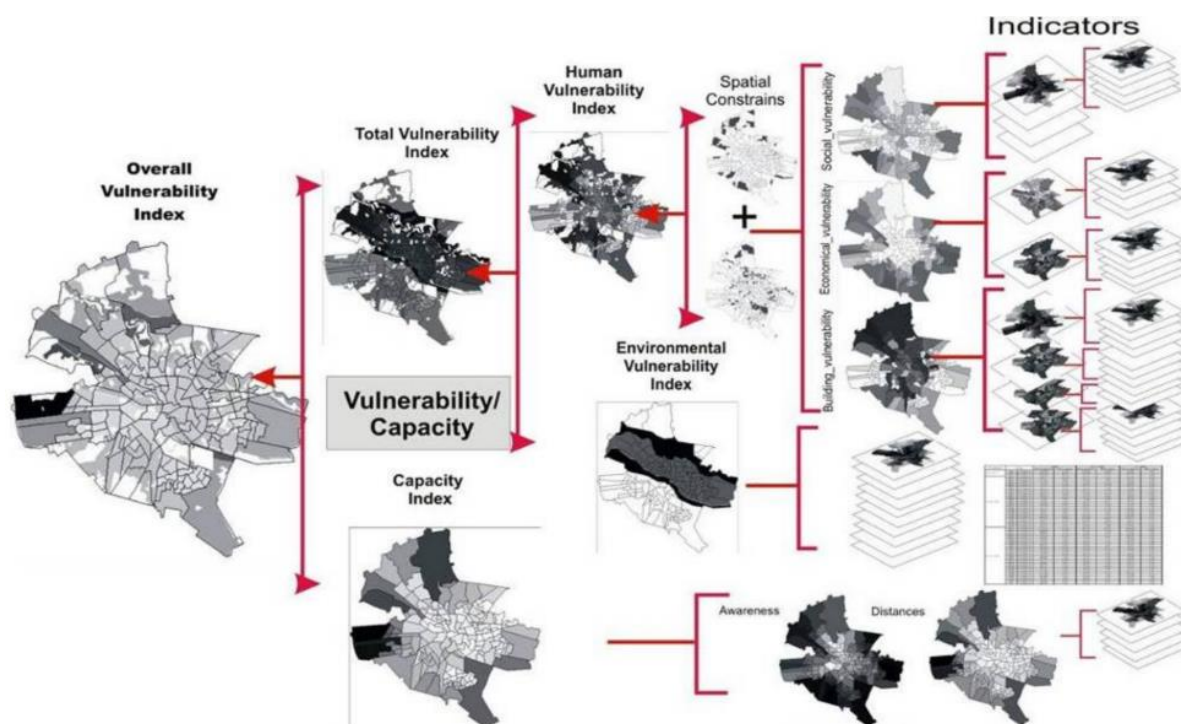 Indicators
Human
Vulnerability
Index
Spatial
Constrains
Total Vulnerability
Index
Overall
Vulnerability
Index
Social_vulnerability
Economical_vulnerability
Building_vulnerability
Environmental
Vulnerability
Index
Vulnerability/
Capacity
Capacity
Index
+
Awareness
Distances